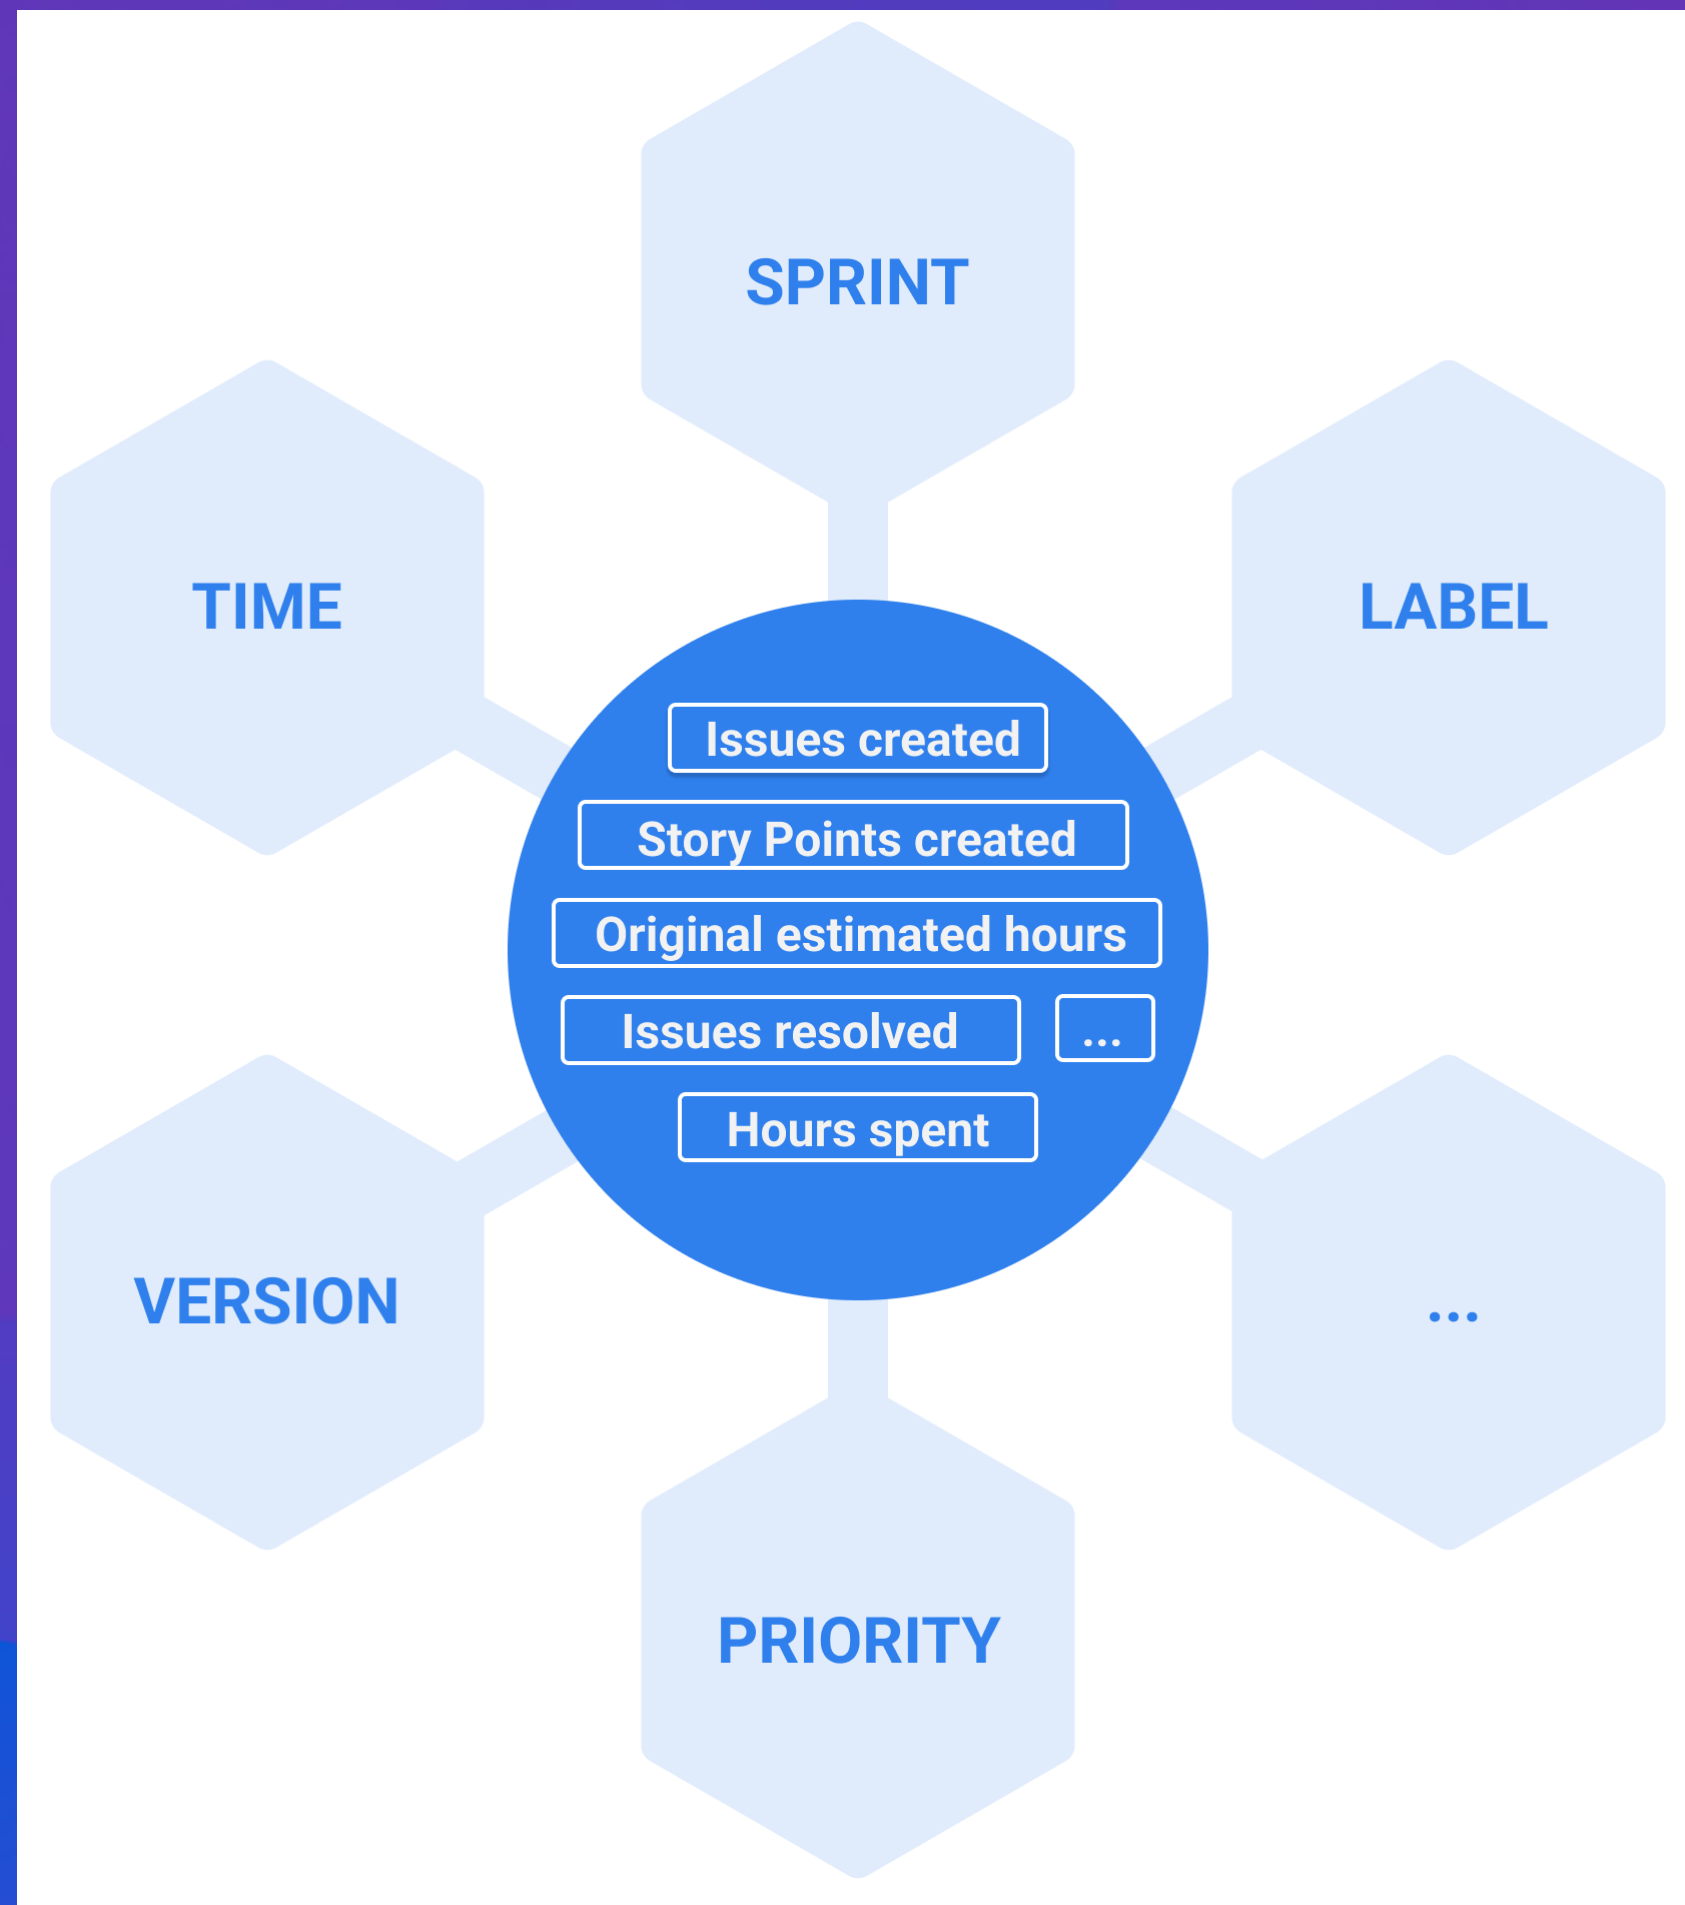 SPRINT
TIME
LABEL
Issues created
Story Points created
Original estimated hours
Issues resolved
...
Hours spent
VERSION
...
PRIORITY